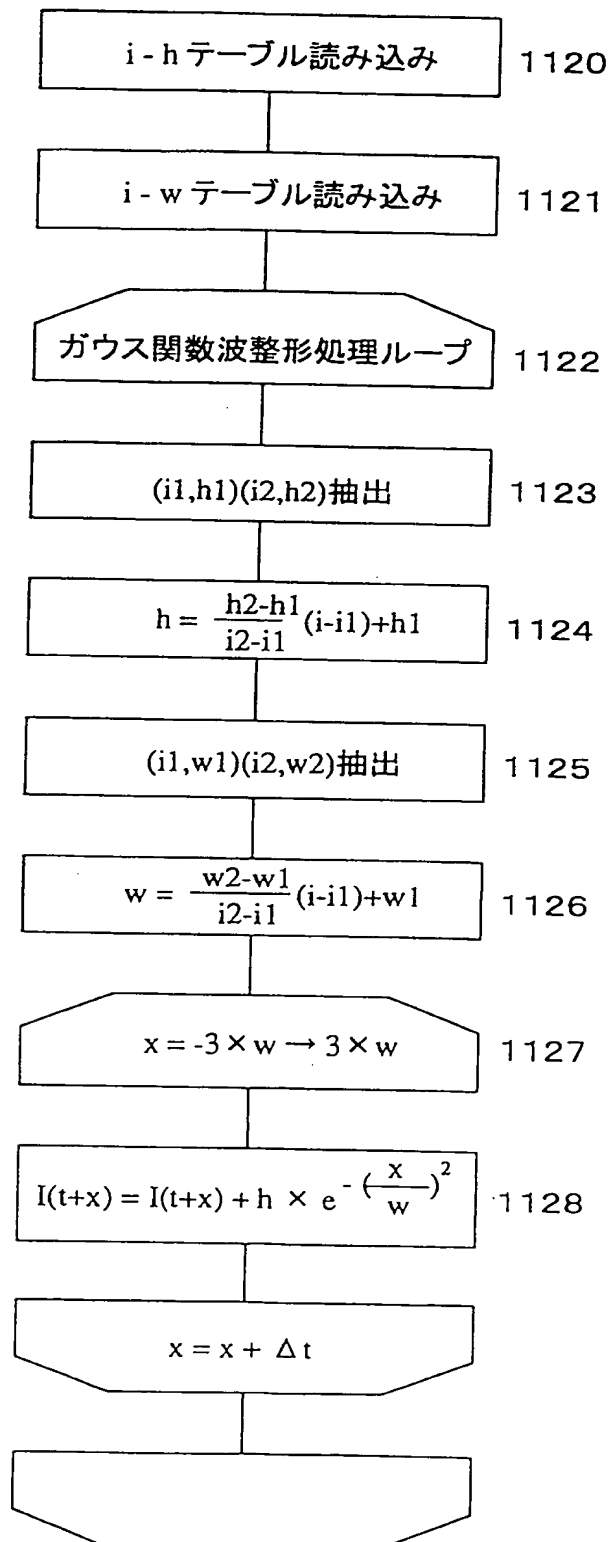 i - h テーブル読み込み 1120
i - w テーブル読み込み 1121
ガウス関数波整形処理ループ 1122
(i1,h1)(i2,h2)抽出 1123
h = \frac{h2-h1}{i2-i1}(i-i1)+h1 1124
(i1,w1)(i2,w2)抽出 1125
w = \frac{w2-w1}{i2-i1}(i-i1)+w1 1126
x = -3 × w → 3 × w 1127
I(t+x) = I(t+x) + h × e^{-(\frac{x}{w})^2} 1128
x = x + Δt